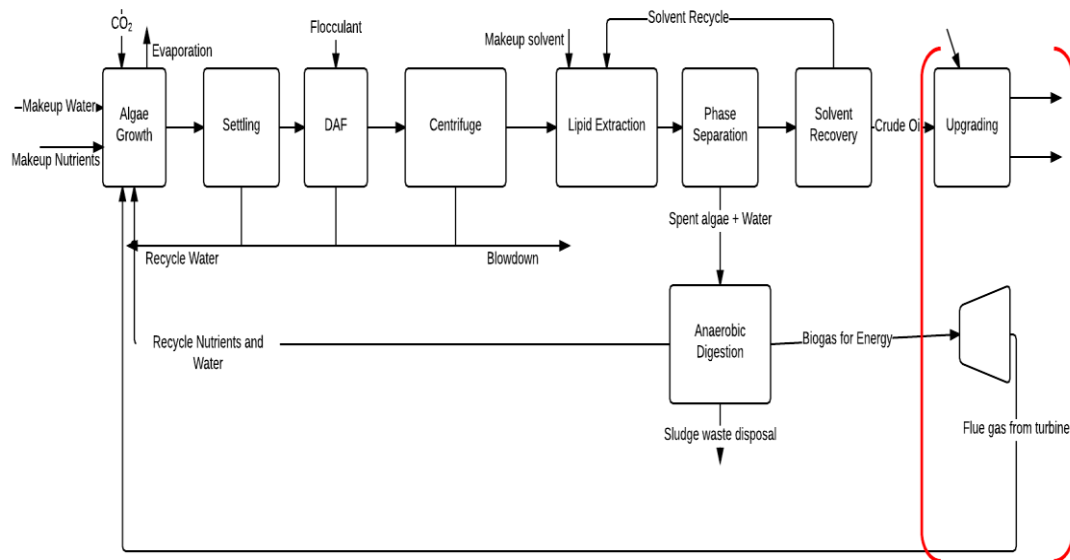 CO2
Evaporation
Flocculant
Makeup solvent
Solvent Recycle
Makeup Water
Makeup Nutrients
Algae
Growth
Settling
DAF
Centrifuge
Lipid Extraction
Phase
Separation
Solvent
Recovery
Crude Oi
Upgrading
Spent algae + Water
Recycle Water
Blowdown
Recycle Nutrients and
Water
Anaerobic
Digestion
Biogas for Energy
Sludge waste disposal
Flue gas from turbine